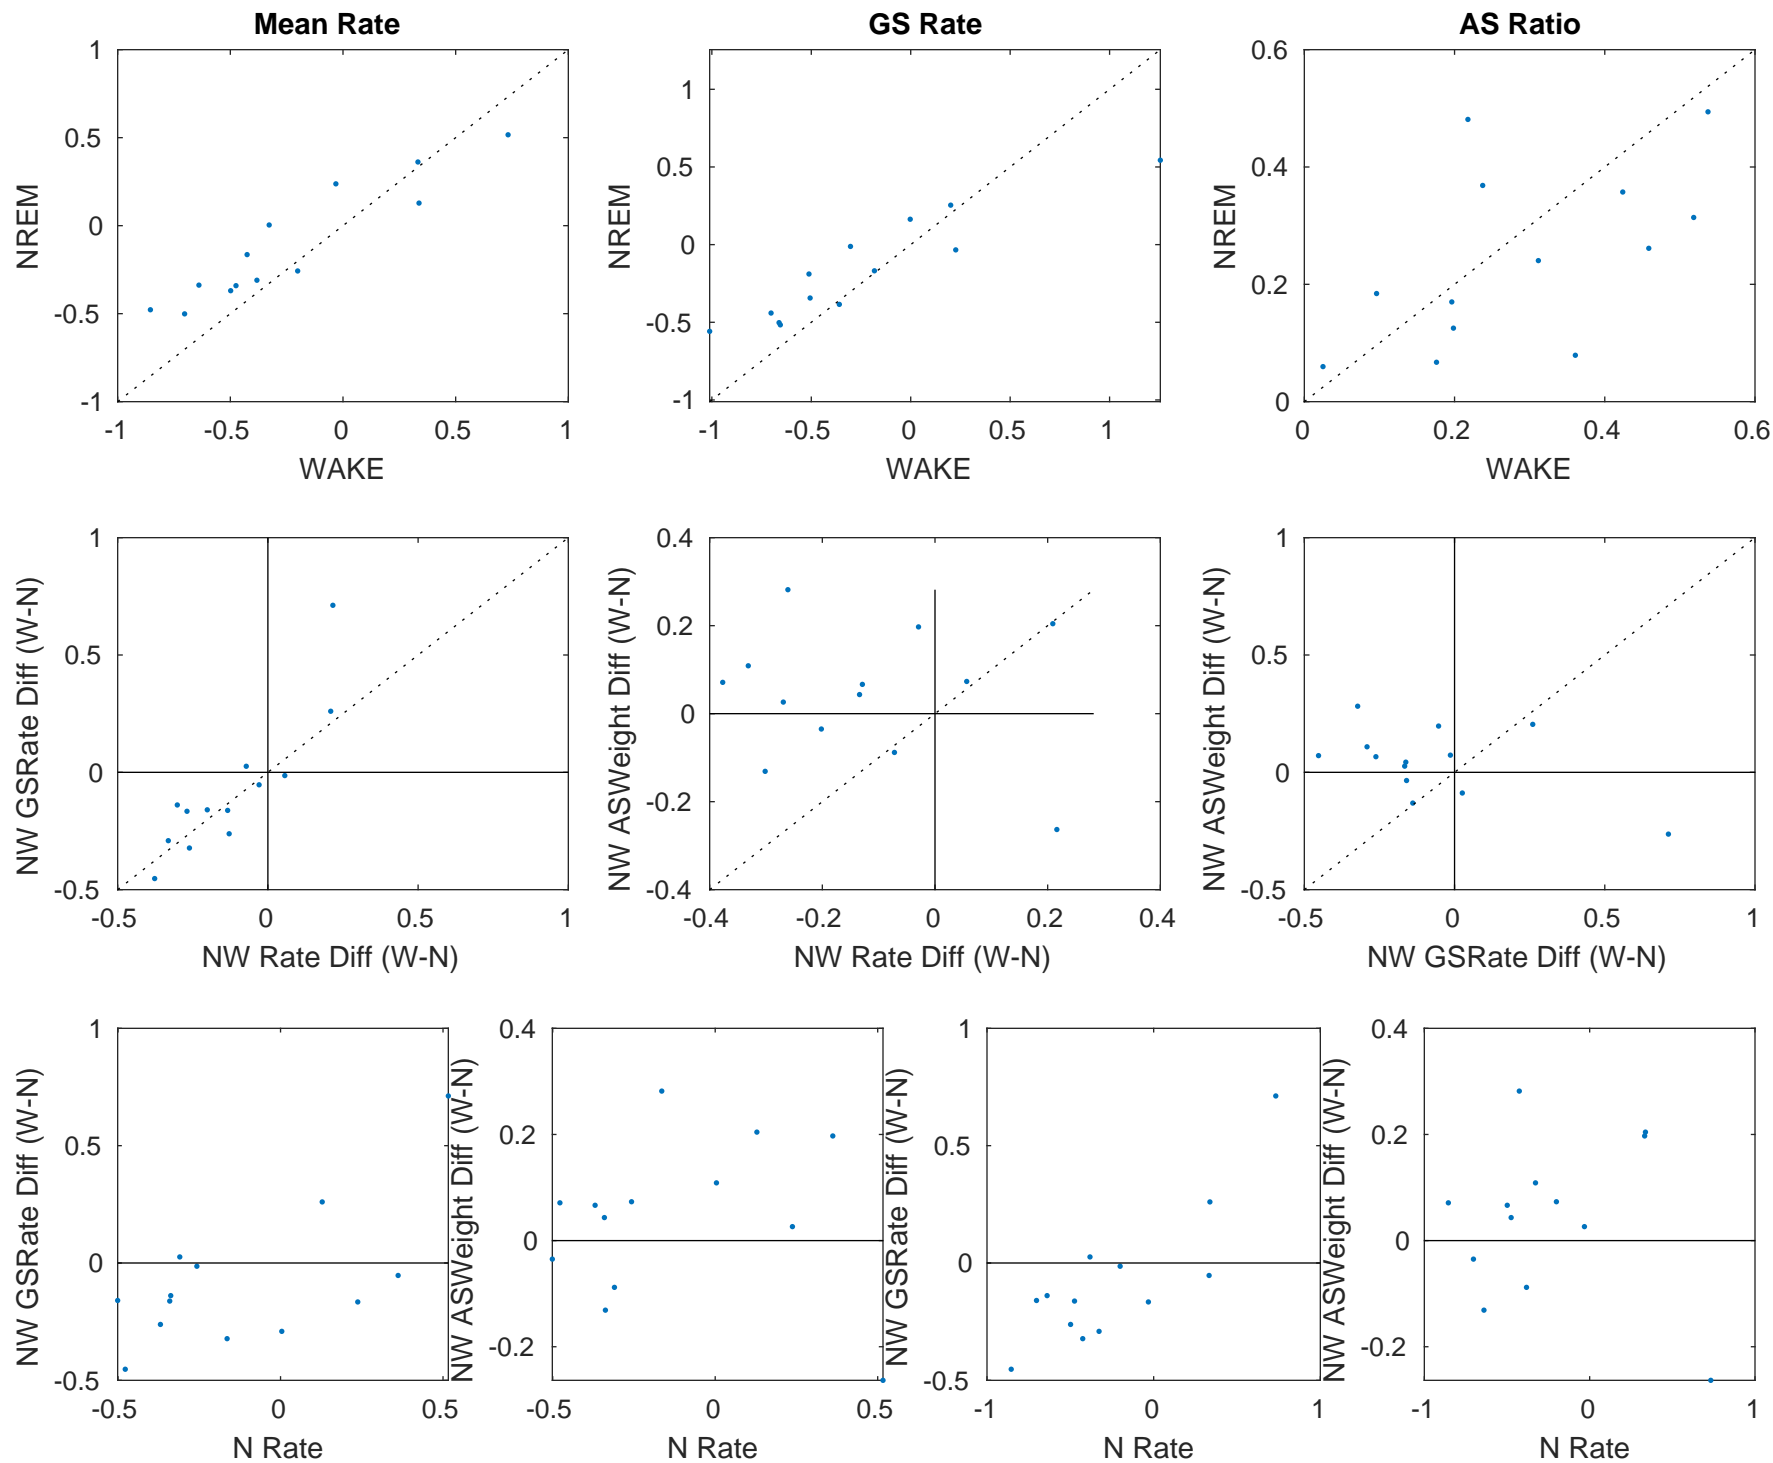 Mean Rate
GS Rate
AS Ratio
1
0.5
0
-0.5
-1
NREM
-1 -0.5 0 0.5 1
WAKE
1
0.5
0
-0.5
-1
NREM
-1 -0.5 0 0.5 1
WAKE
0.6
0.4
0.2
0
NREM
0 0.2 0.4 0.6
WAKE
1
0.5
0
-0.5
NW GSRate Diff (W-N)
-0.5 0 0.5 1
NW Rate Diff (W-N)
0.4
0.2
0
-0.2
-0.4
NW ASWeight Diff (W-N)
-0.4 -0.2 0 0.2 0.4
NW Rate Diff (W-N)
1
0.5
0
-0.5
NW ASWeight Diff (W-N)
-0.5 0 0.5 1
NW GSRate Diff (W-N)
1
0.5
0
-0.5
NW GSRate Diff (W-N)
-0.5 0 0.5
N Rate
0.4
0.2
0
-0.2
NW ASWeight Diff (W-N)
-0.5 0 0.5
N Rate
1
0.5
0
-0.5
NW GSRate Diff (W-N)
-1 0 1
N Rate
0.4
0.2
0
-0.2
NW ASWeight Diff (W-N)
-1 0 1
N Rate